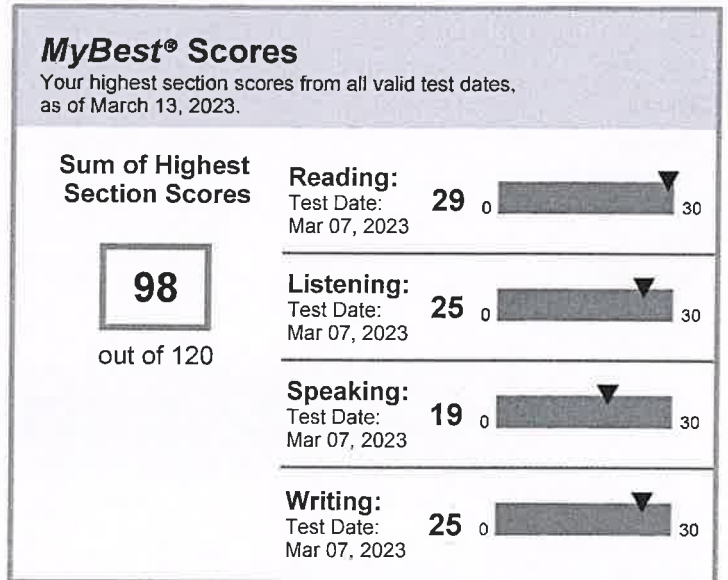 MyBest® Scores
Your highest section scores from all valid test dates,
as of March 13, 2023.
Sum of Highest
Section Scores
98
out of 120
Reading:
Test Date:
Mar 07, 2023
29
0
30
Listening:
Test Date:
Mar 07, 2023
25
0
30
Speaking:
Test Date:
Mar 07, 2023
19
0
30
Writing:
Test Date:
Mar 07, 2023
25
0
30